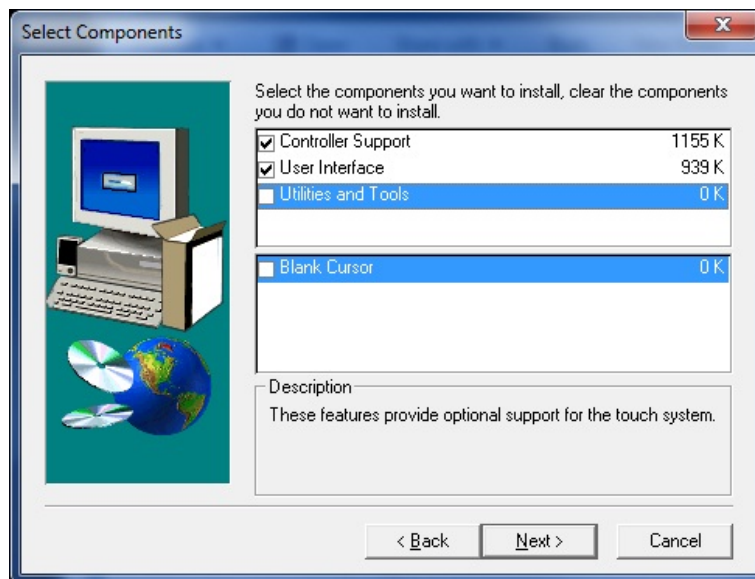 Select Components
Select the components you want to install, clear the components
you do not want to install.
Controller Support 1155 K
User Interface 939 K
Utilities and Tools 0 K
Blank Cursor 0 K
Description
These features provide optional support for the touch system.
< Back Next > Cancel